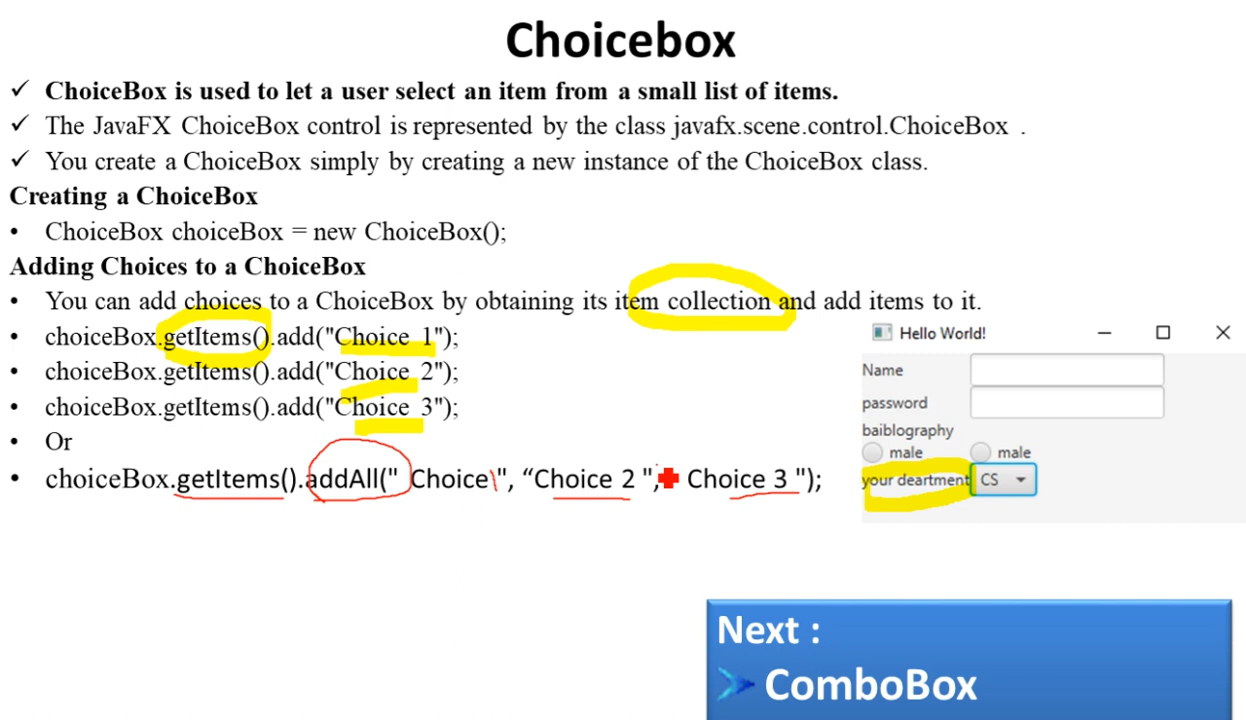 Choicebox
✓ ChoiceBox is used to let a user select an item from a small list of items.
✓ The JavaFX ChoiceBox control is represented by the class javafx.scene.control.ChoiceBox .
✓ You create a ChoiceBox simply by creating a new instance of the ChoiceBox class.
Creating a ChoiceBox
• ChoiceBox choiceBox = new ChoiceBox();
Adding Choices to a ChoiceBox
• You can add choices to a ChoiceBox by obtaining its item collection and add items to it.
• choiceBox.getItems().add("Choice 1");
• choiceBox.getItems().add("Choice 2");
• choiceBox.getItems().add("Choice 3");
• Or
• choiceBox.getItems().addAll(" Choice\", “Choice 2 ", Choice 3 ");
Hello World!
Name
password
baiblography
male male
your deartment CS
Next :
ComboBox